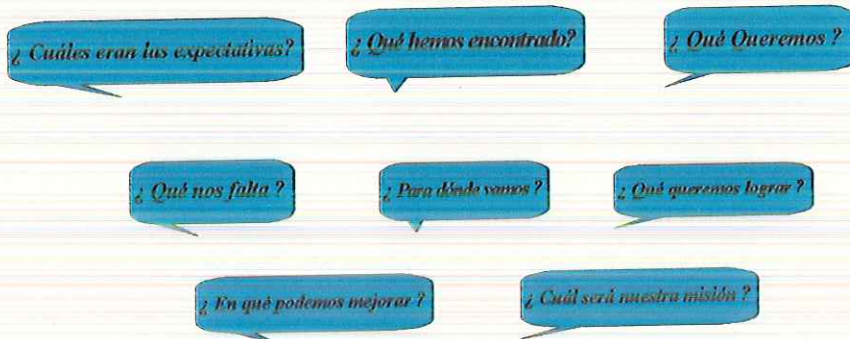 ¿ Cuáles eran las expectativas?
¿ Qué hemos encontrado?
¿ Qué Queremos ?
¿ Qué nos falta ?
¿ Para dónde vamos ?
¿ Qué queremos lograr ?
¿ En qué podemos mejorar ?
¿ Cuál será nuestra misión ?